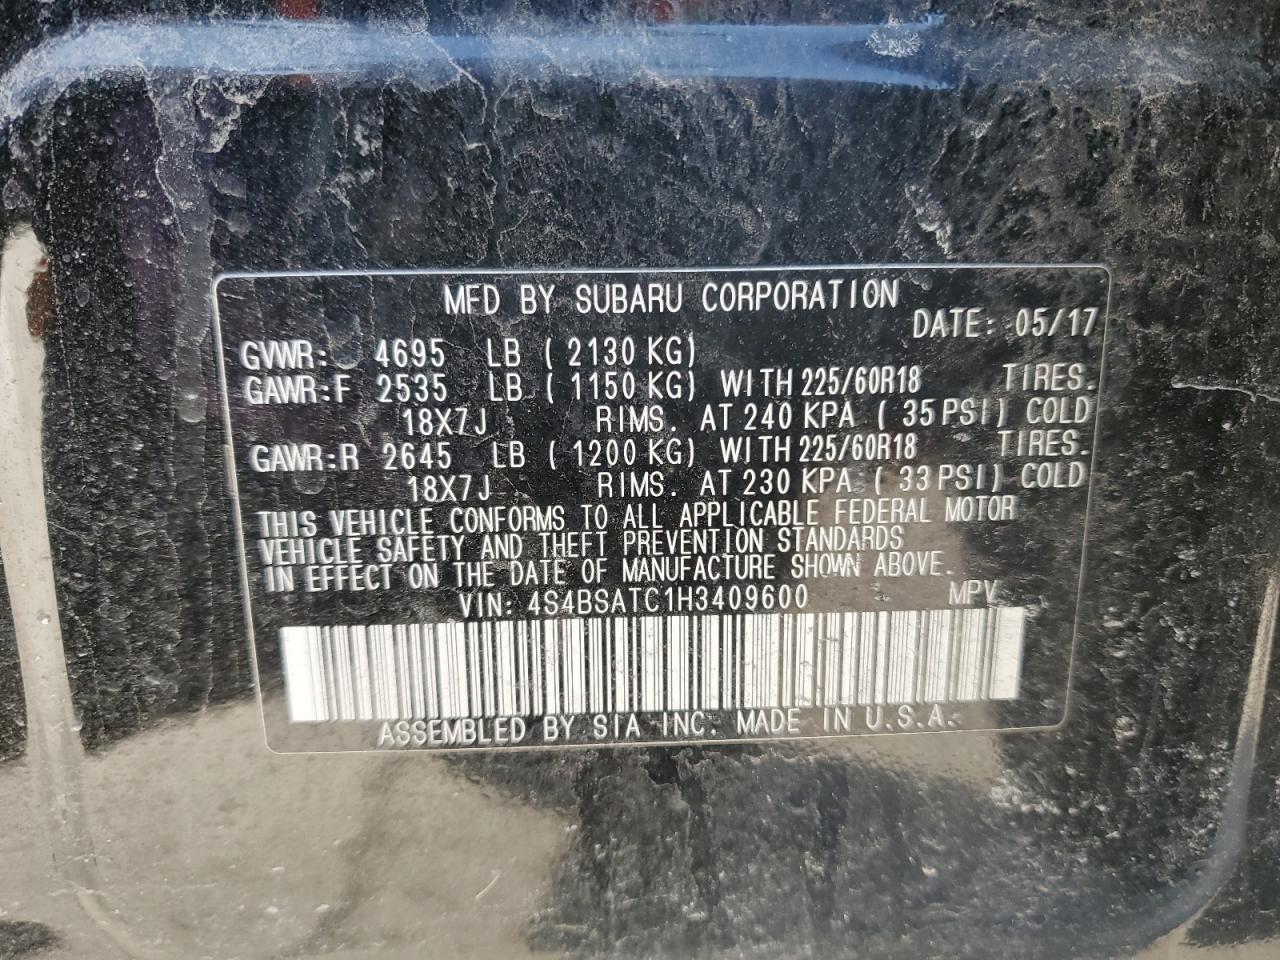 MFD BY SUBARU CORPORATION
DATE: 05/17
GVWR: 4695 LB ( 2130 KG)
GAWR:F 2535 LB ( 1150 KG) WITH 225/60R18 TIRES.
18X7J RIMS. AT 240 KPA ( 35 PSI) COLD
GAWR:R 2645 LB ( 1200 KG) WITH 225/60R18 TIRES.
18X7J RIMS. AT 230 KPA ( 33 PSI) COLD
THIS VEHICLE CONFORMS TO ALL APPLICABLE FEDERAL MOTOR
VEHICLE SAFETY AND THEFT PREVENTION STANDARDS
IN EFFECT ON THE DATE OF MANUFACTURE SHOWN ABOVE.
VIN: 4S4BSATC1H3409600 MPV
ASSEMBLED BY SIA INC. MADE IN U.S.A.